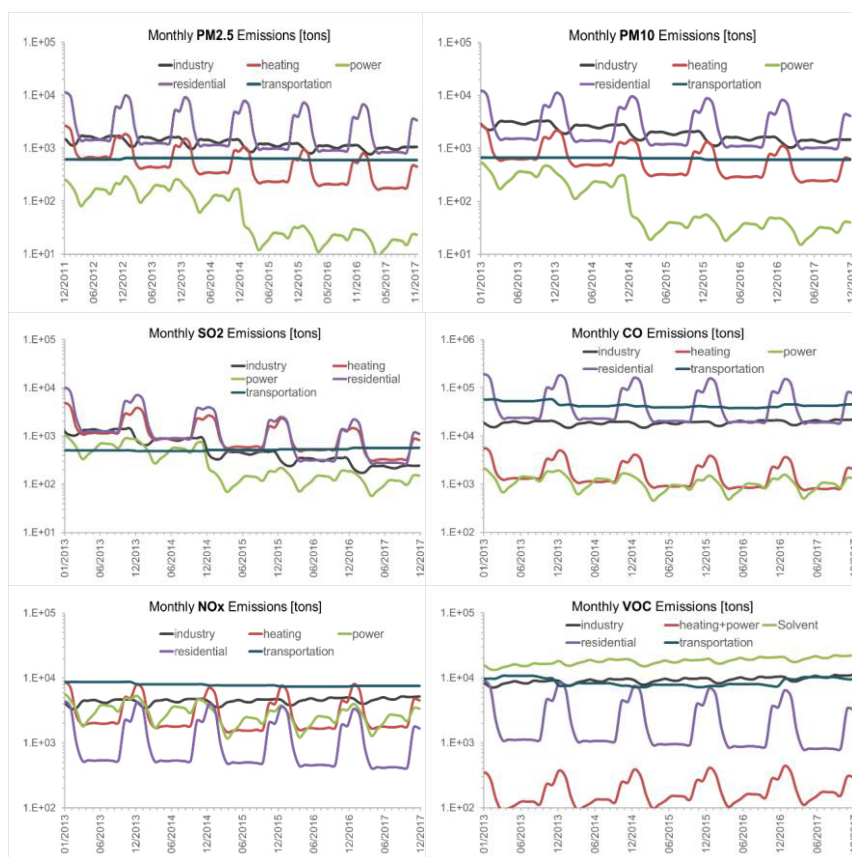 Monthly PM2.5 Emissions [tons]
industry heating power
residential transportation
1.E+05
1.E+04
1.E+03
1.E+02
1.E+01
12/2011 06/2012 12/2012 06/2013 12/2013 06/2014 12/2014 06/2015 12/2015 05/2016 11/2016 05/2017 11/2017
Monthly PM10 Emissions [tons]
industry heating power
residential transportation
1.E+05
1.E+04
1.E+03
1.E+02
1.E+01
01/2013 06/2013 12/2013 06/2014 12/2014 06/2015 12/2015 06/2016 12/2016 06/2017 12/2017
Monthly SO2 Emissions [tons]
industry heating
power residential
transportation
1.E+05
1.E+04
1.E+03
1.E+02
1.E+01
01/2013 06/2013 12/2013 06/2014 12/2014 06/2015 12/2015 06/2016 12/2016 06/2017 12/2017
Monthly CO Emissions [tons]
industry heating power
residential transportation
1.E+06
1.E+05
1.E+04
1.E+03
1.E+02
01/2013 06/2013 12/2013 06/2014 12/2014 06/2015 12/2015 06/2016 12/2016 06/2017
Monthly NOx Emissions [tons]
industry heating power
residential transportation
1.E+05
1.E+04
1.E+03
1.E+02
01/2013 06/2013 12/2013 06/2014 12/2014 06/2015 12/2015 06/2016 12/2016 06/2017 12/2017
Monthly VOC Emissions [tons]
industry heating+power Solvent
residential transportation
1.E+05
1.E+04
1.E+03
1.E+02
01/2013 06/2013 12/2013 06/2014 12/2014 06/2015 12/2015 06/2016 12/2016 06/2017